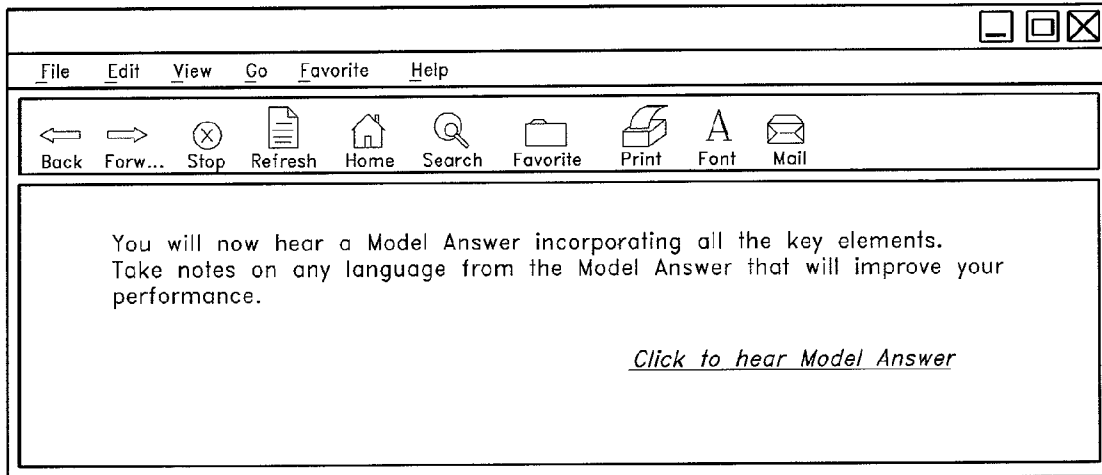 File Edit View Go Favorite Help
Back Forw... Stop Refresh Home Search Favorite Print Font Mail
You will now hear a Model Answer incorporating all the key elements.
Take notes on any language from the Model Answer that will improve your
performance.
Click to hear Model Answer